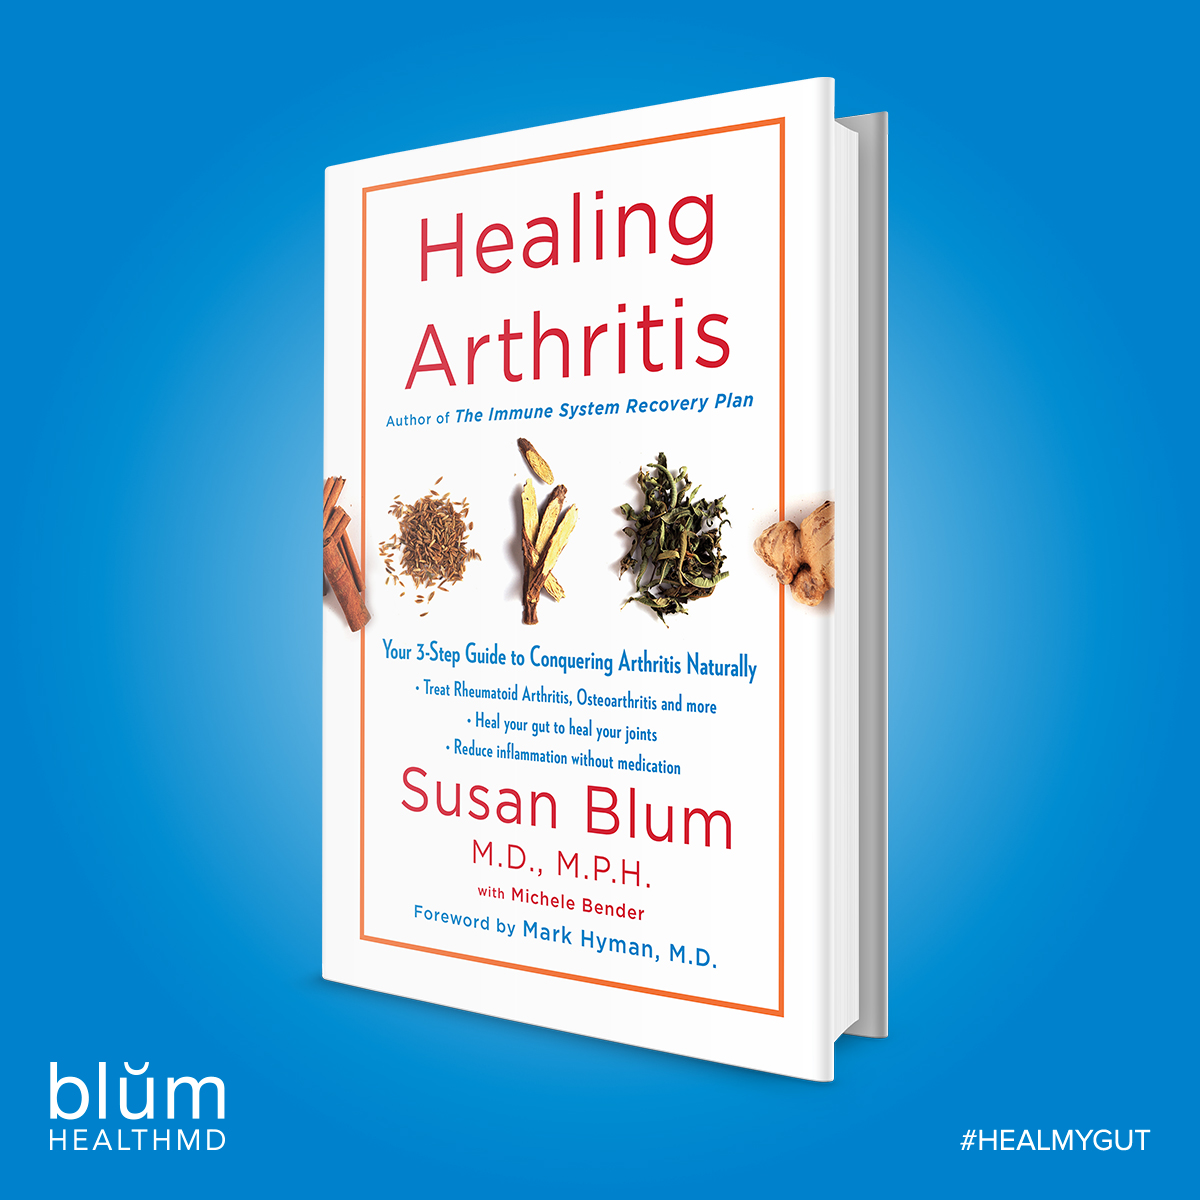 Healing
Arthritis
Author of The Immune System Recovery Plan
Your 3-Step Guide to Conquering Arthritis Naturally
• Treat Rheumatoid Arthritis, Osteoarthritis and more
• Heal your gut to heal your joints
• Reduce inflammation without medication
Susan Blum
M.D., M.P.H.
with Michele Bender
Foreword by Mark Hyman, M.D.
blŭm
HEALTHMD
#HEALMYGUT